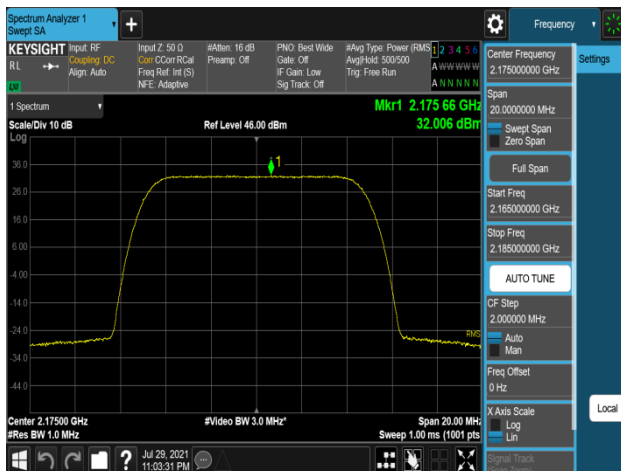 Spectrum Analyzer 1
Swept SA
+
Frequency
KEYSIGHT
RL
LXI
Input: RF
Coupling: DC
Align: Auto
Input Z: 50 Ω
Corr CCorr RCal
Freq Ref: Int (S)
NFE: Adaptive
#Atten: 16 dB
Preamp: Off
PNO: Best Wide
Gate: Off
IF Gain: Low
Sig Track: Off
#Avg Type: Power (RMS
Avg|Hold: 500/500
Trig: Free Run
1 2 3 4 5 6
A W W W W W
A N N N N N
1 Spectrum
Scale/Div 10 dB
Log
Ref Level 46.00 dBm
Mkr1 2.175 66 GHz
32.006 dBm
1
36.0
26.0
16.0
6.00
-4.00
-14.0
-24.0
-34.0
-44.0
RMS
Center 2.17500 GHz
#Res BW 1.0 MHz
#Video BW 3.0 MHz*
Span 20.00 MHz
Sweep 1.00 ms (1001 pts
Center Frequency
2.175000000 GHz
Span
20.0000000 MHz
Swept Span
Zero Span
Full Span
Start Freq
2.165000000 GHz
Stop Freq
2.185000000 GHz
AUTO TUNE
CF Step
2.000000 MHz
Auto
Man
Freq Offset
0 Hz
X Axis Scale
Log
Lin
Signal Track
(Span Zoom)
Settings
Local
?
Jul 29, 2021
11:03:31 PM